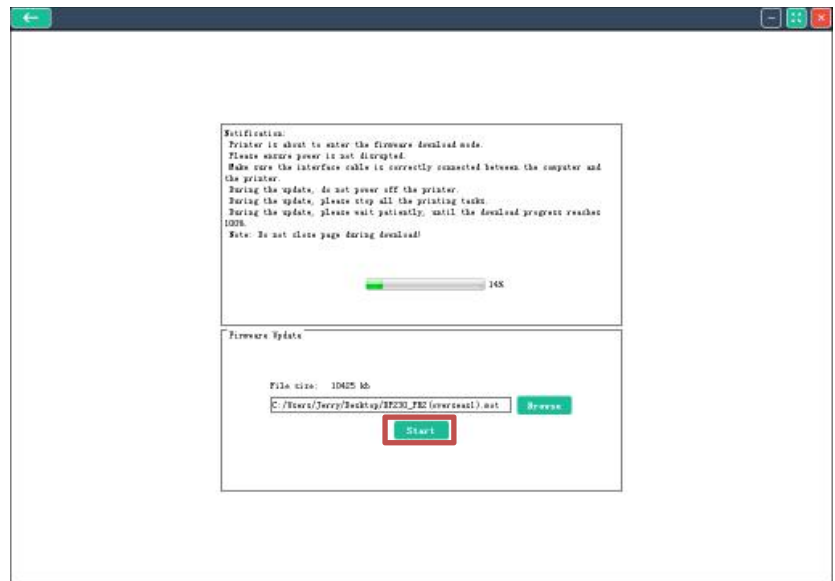 Notification:
Printer is about to enter the firmware download mode.
Please ensure power is not disrupted.
Make sure the interface cable is correctly connected between the computer and
the printer.
During the update, do not power off the printer.
During the update, please stop all the printing tasks.
During the update, please wait patiently, until the download progress reaches
100%.
Note: Do not close page during download!
14%
Firmware Update
File size: 10425 kb
Browse
Start